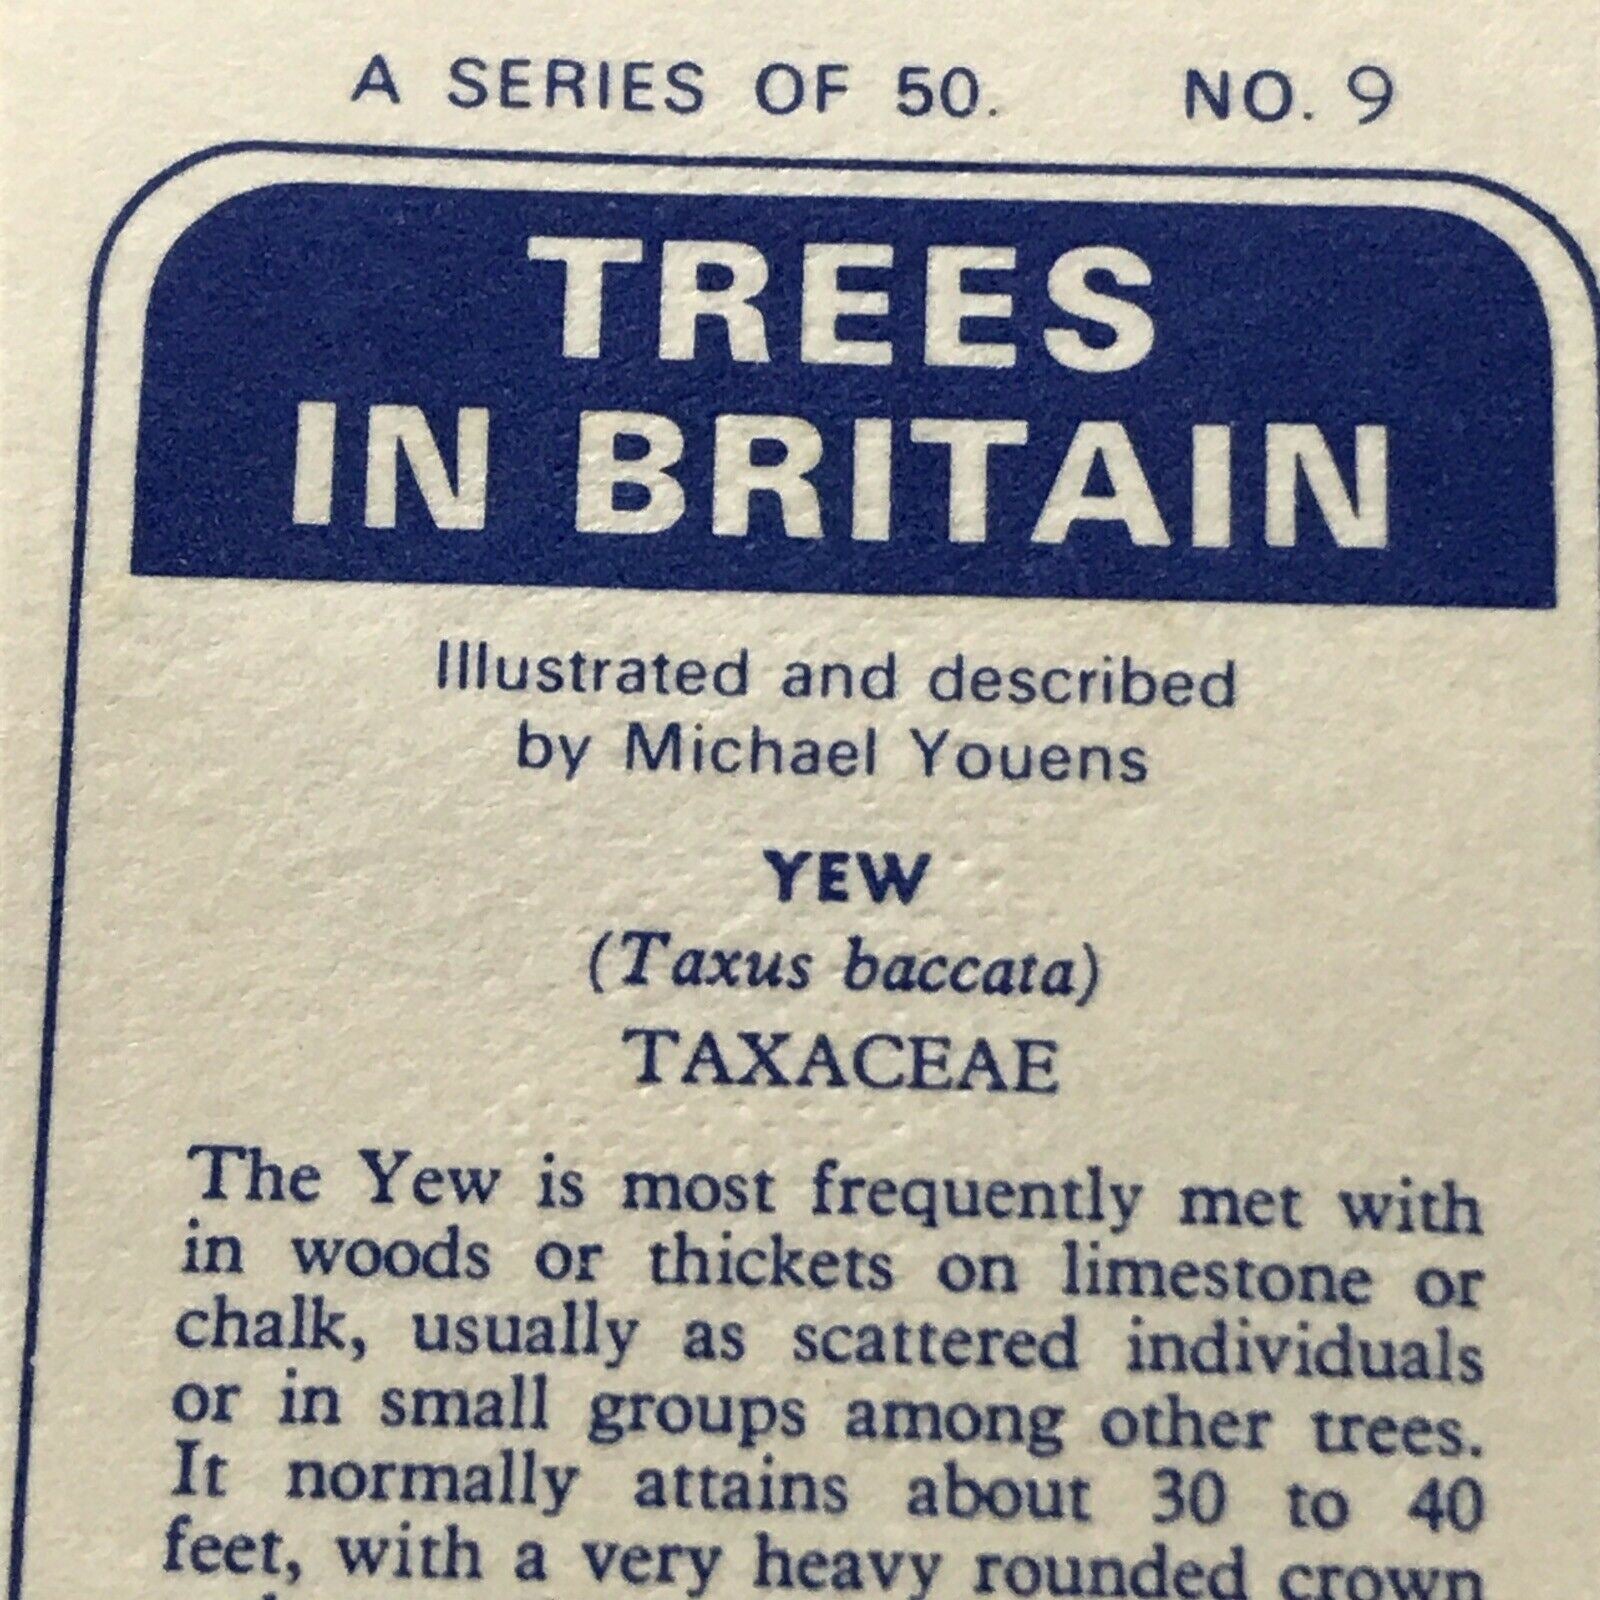 A SERIES OF 50. NO. 9
TREES
IN BRITAIN
Illustrated and described
by Michael Youens
YEW
(Taxus baccata)
TAXACEAE
The Yew is most frequently met with
in woods or thickets on limestone or
chalk, usually as scattered individuals
or in small groups among other trees.
It normally attains about 30 to 40
feet, with a very heavy rounded crown